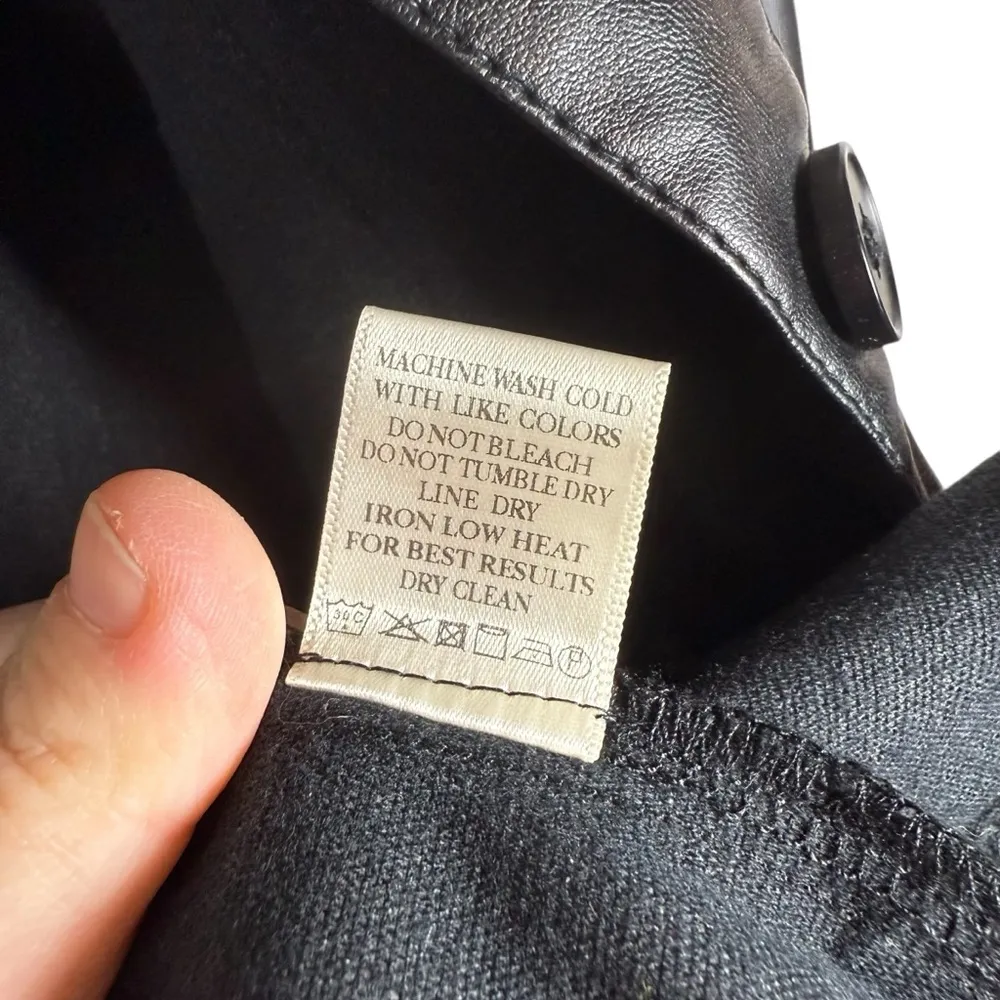 MACHINE WASH COLD
WITH LIKE COLORS
DO NOT BLEACH
DO NOT TUMBLE DRY
LINE DRY
IRON LOW HEAT
FOR BEST RESULTS
DRY CLEAN
30C P